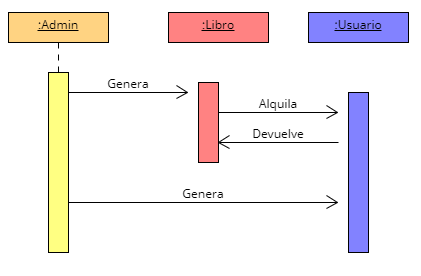 :Admin
:Libro
:Usuario
Genera
Alquila
Devuelve
Genera